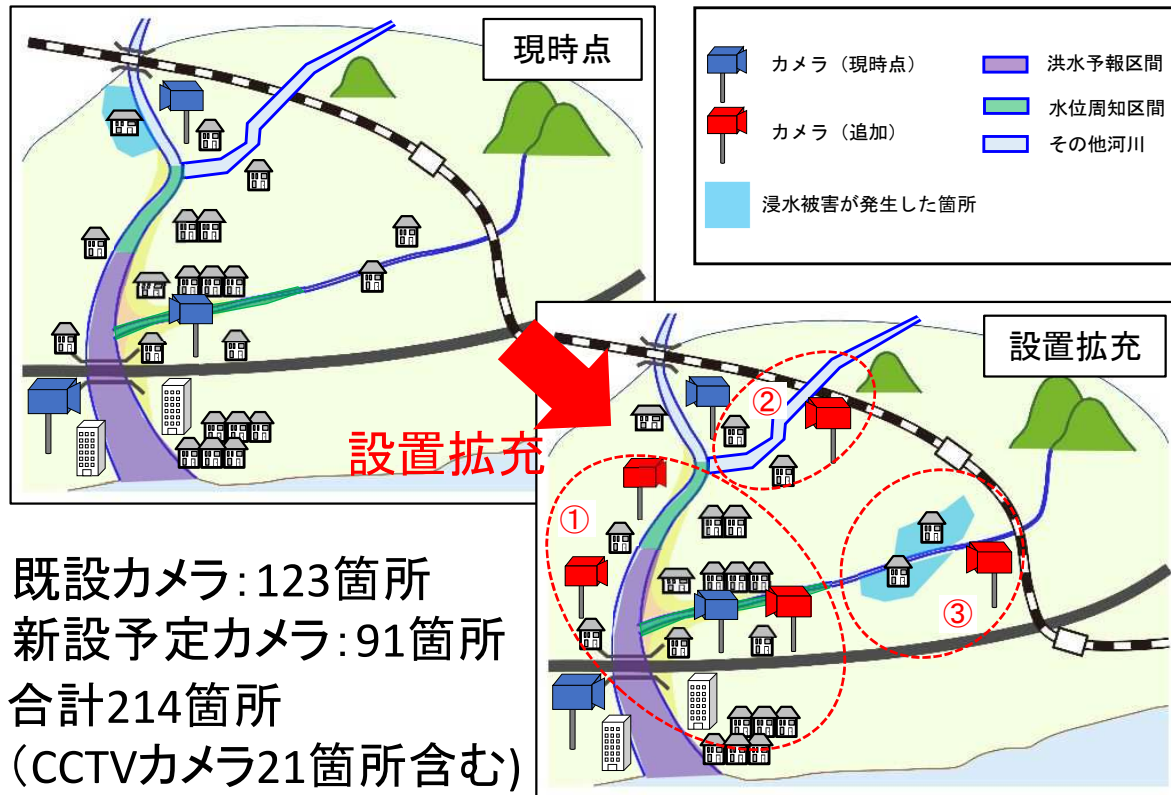 現時点
カメラ（現時点）
カメラ（追加）
浸水被害が発生した箇所
洪水予報区間
水位周知区間
その他河川
設置拡充
設置拡充
①
②
③
既設カメラ：123箇所
新設予定カメラ：91箇所
合計214箇所
（CCTVカメラ21箇所含む)